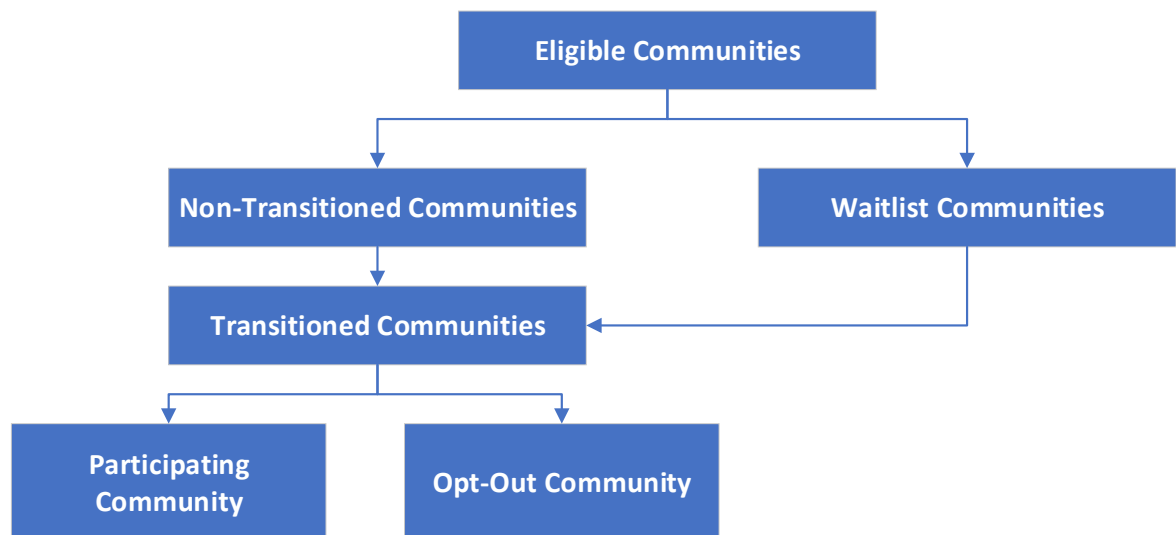 Eligible Communities
Non-Transitioned Communities
Waitlist Communities
Transitioned Communities
Participating
Community
Opt-Out Community